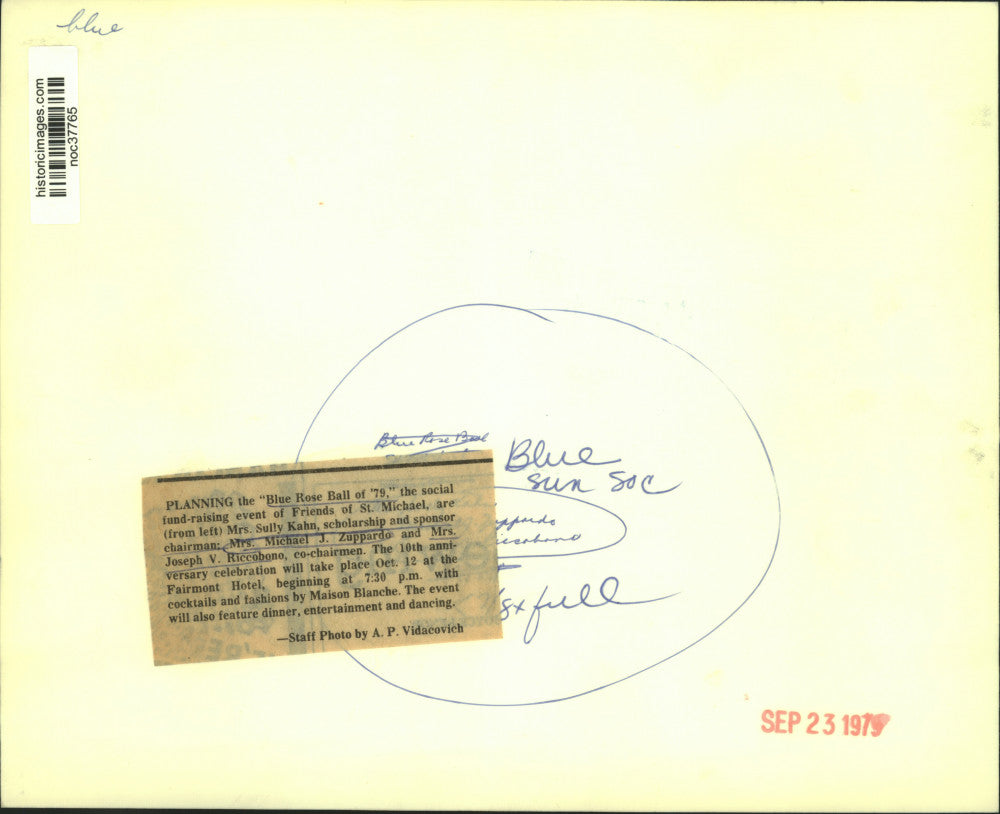 blue
historicimages.com
noc37765
Blue Rose Ball
Blue
Sun Soc
PLANNING the "Blue Rose Ball of '79," the social
fund-raising event of Friends of St. Michael, are
(from left) Mrs. Sully Kahn, scholarship and sponsor
chairman; Mrs. Michael J. Zuppardo and Mrs.
Joseph V. Riccobono, co-chairmen. The 10th anni-
versary celebration will take place Oct. 12 at the
Fairmont Hotel, beginning at 7:30 p.m. with
cocktails and fashions by Maison Blanche. The event
will also feature dinner, entertainment and dancing.
—Staff Photo by A. P. Vidacovich
ppardo
iccobono
full
SEP 23 1979